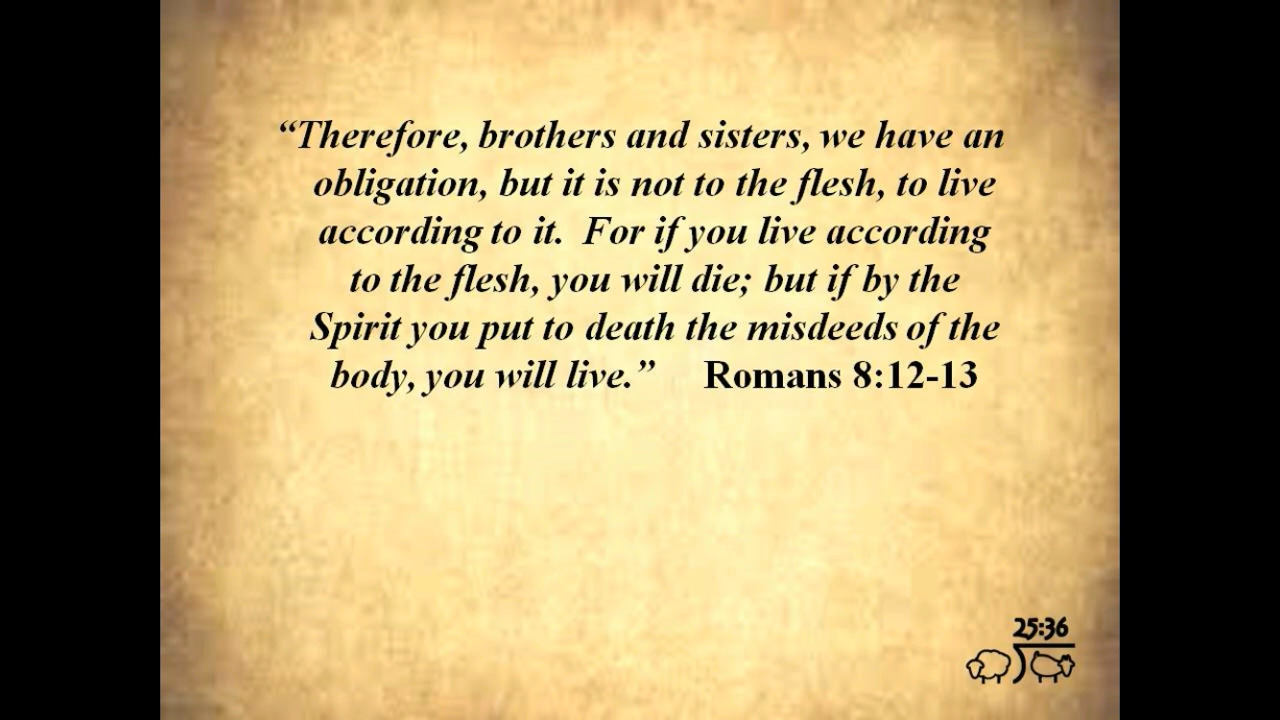 “Therefore, brothers and sisters, we have an
obligation, but it is not to the flesh, to live
according to it.  For if you live according
to the flesh, you will die; but if by the
Spirit you put to death the misdeeds of the
body, you will live.”     Romans 8:12-13
25:36